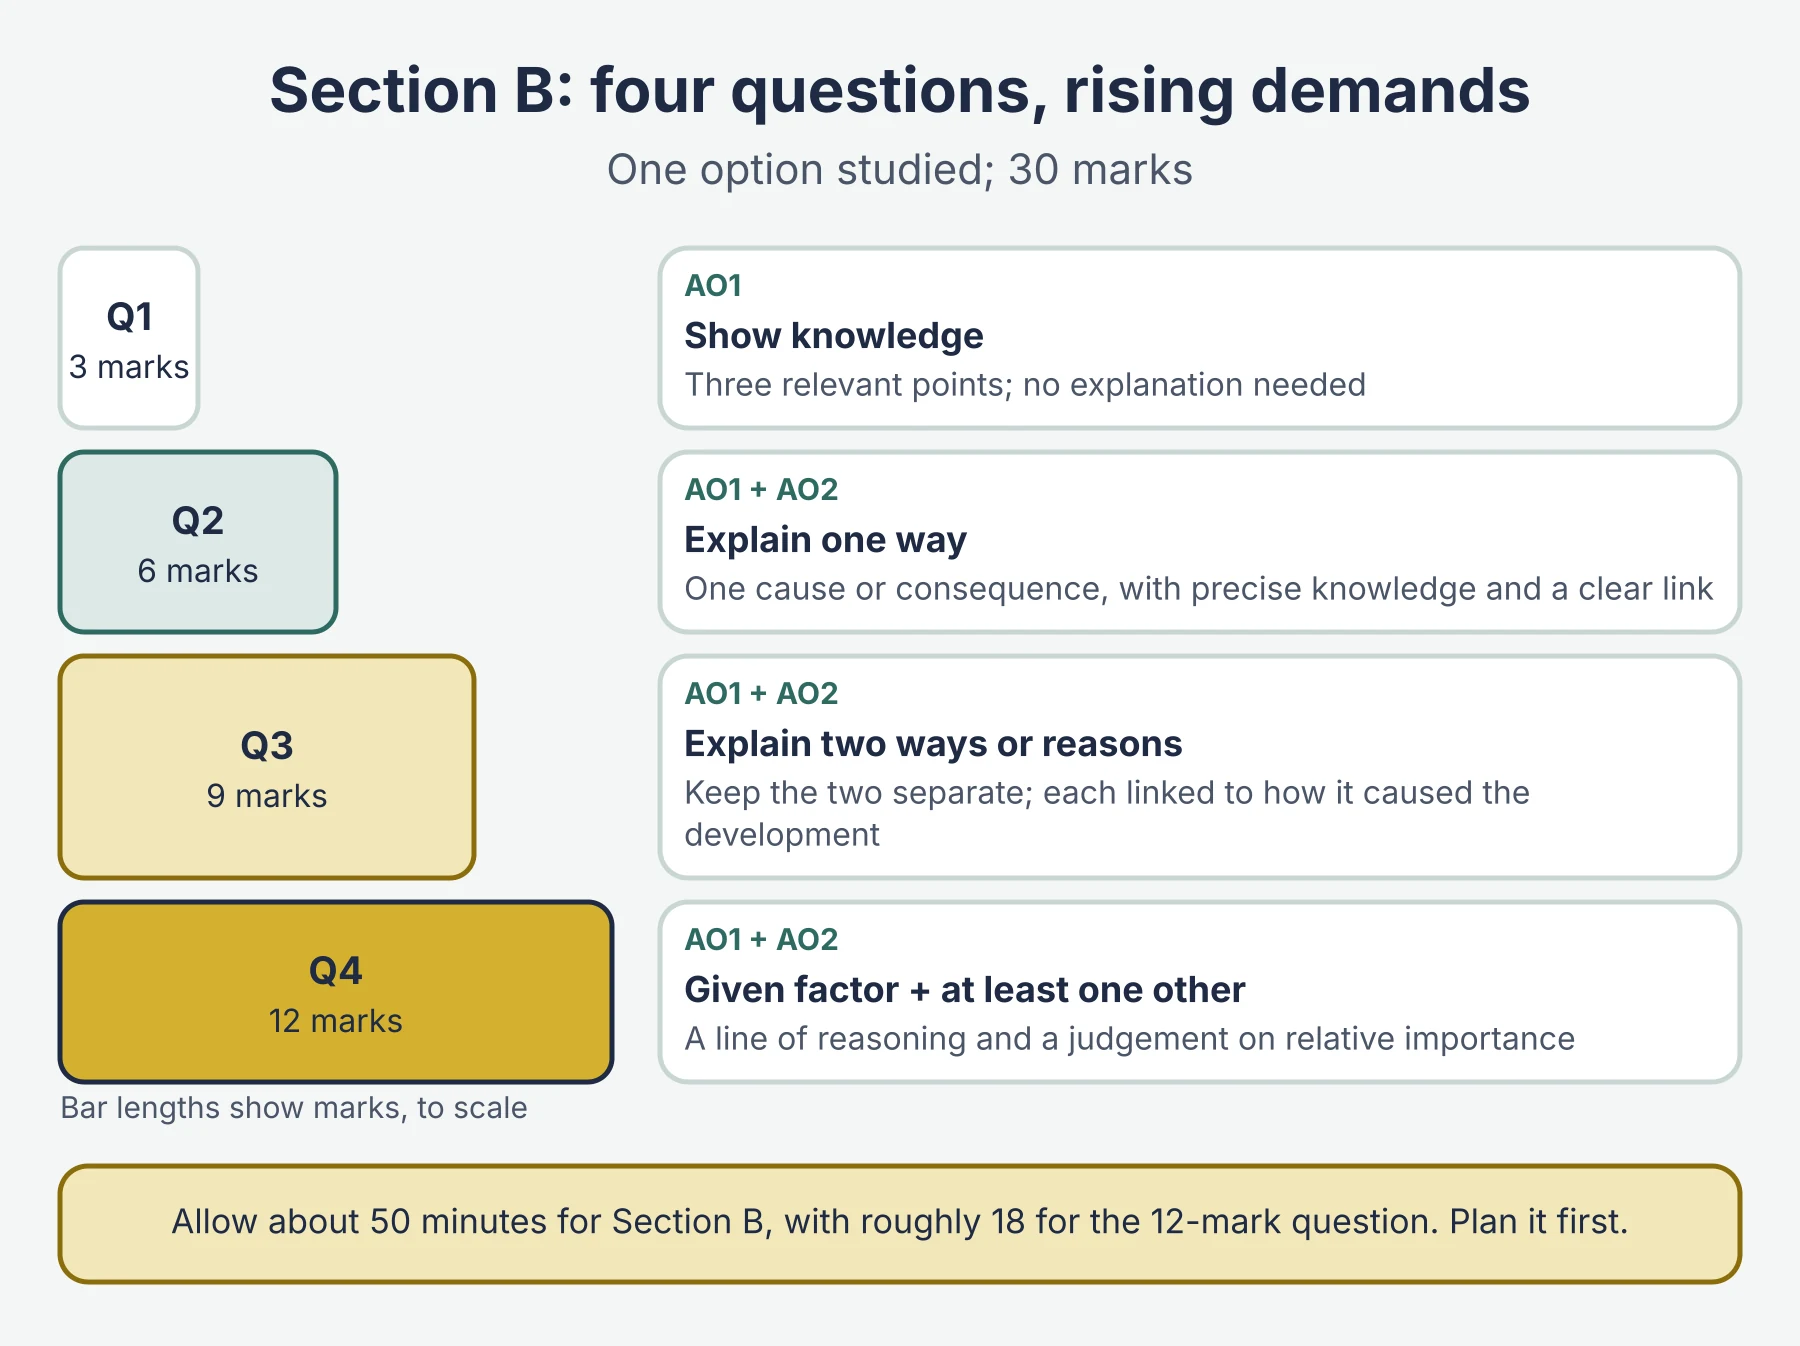 Section B: four questions, rising demands
One option studied; 30 marks
Q1
3 marks
AO1
Show knowledge
Three relevant points; no explanation needed
Q2
6 marks
AO1 + AO2
Explain one way
One cause or consequence, with precise knowledge and a clear link
Q3
9 marks
AO1 + AO2
Explain two ways or reasons
Keep the two separate; each linked to how it caused the
development
Q4
12 marks
AO1 + AO2
Given factor + at least one other
A line of reasoning and a judgement on relative importance
Bar lengths show marks, to scale
Allow about 50 minutes for Section B, with roughly 18 for the 12-mark question. Plan it first.